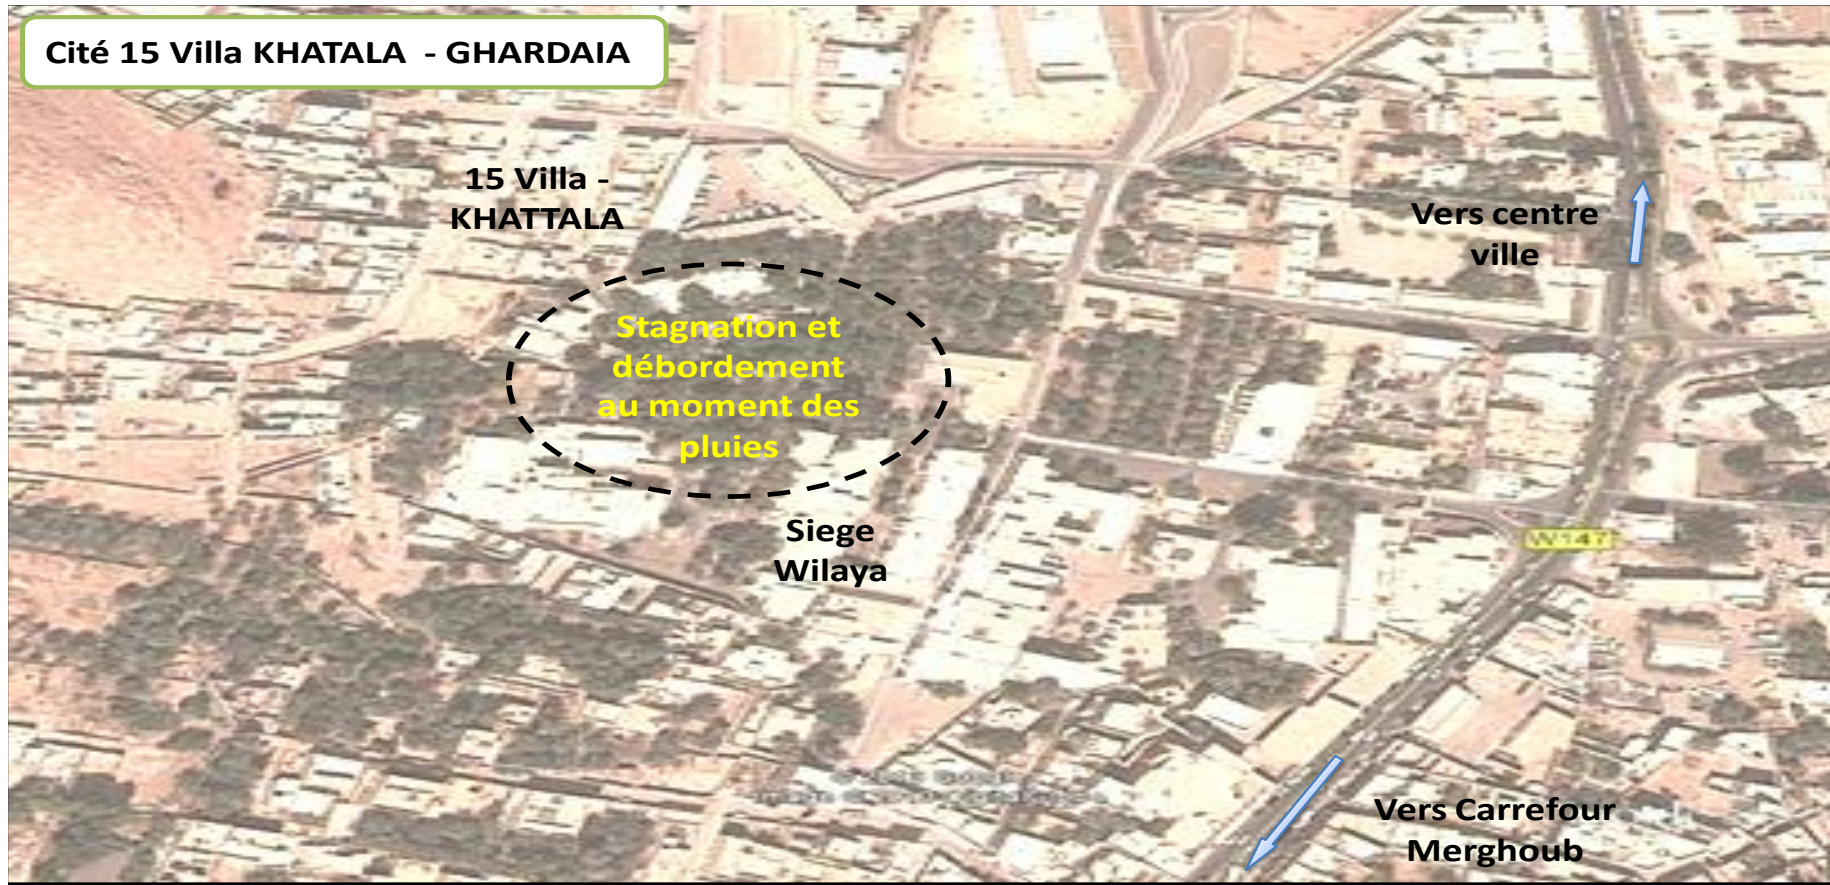 Cité 15 Villa KHATALA - GHARDAIA
15 Villa -
KHATTALA
Vers centre
ville
Stagnation et
débordement
au moment des
pluies
Siege
Wilaya
W147
Vers Carrefour
Merghoub